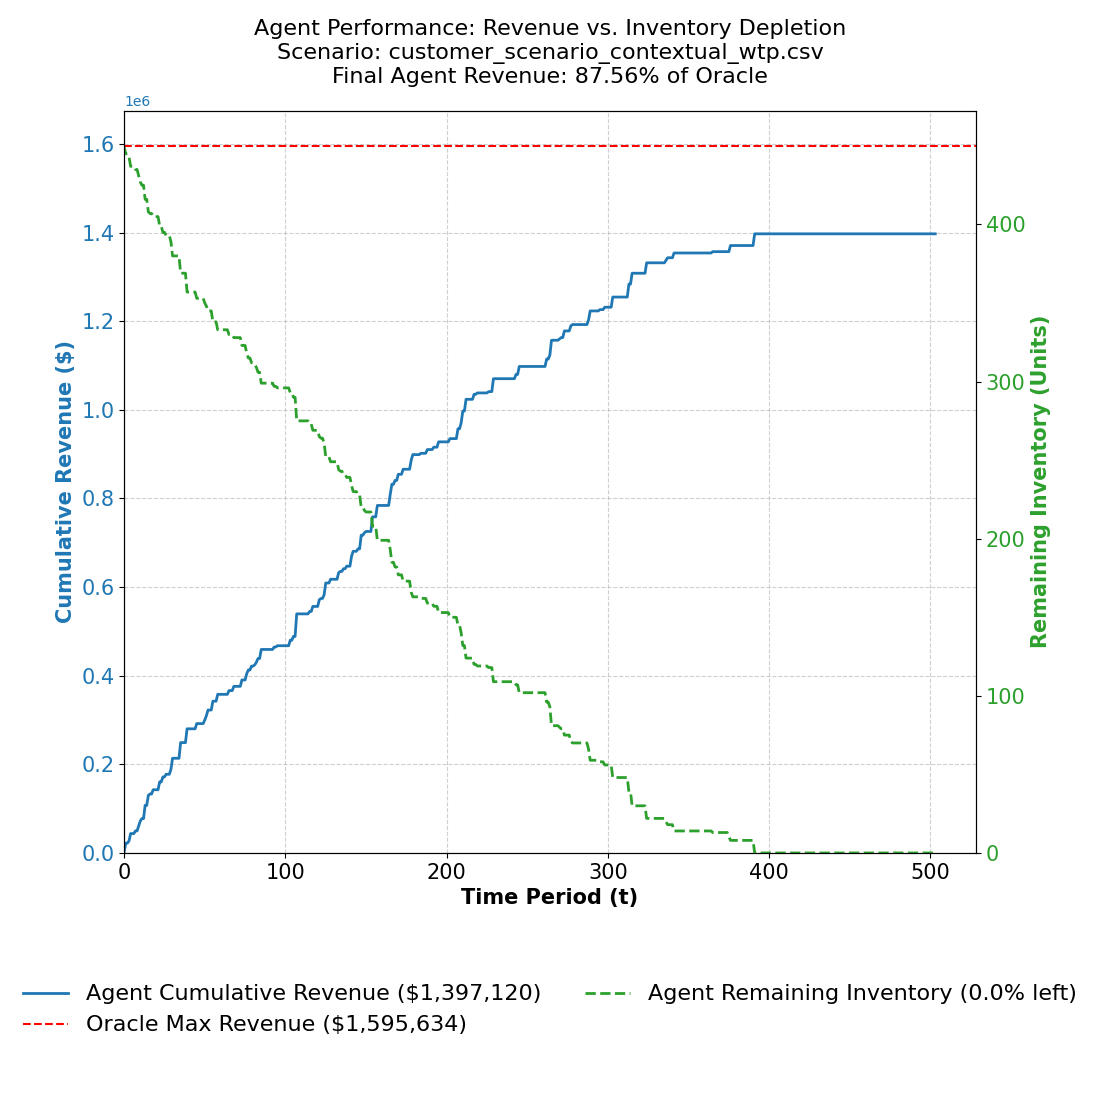 Agent Performance: Revenue vs. Inventory Depletion
Scenario: customer_scenario_contextual_wtp.csv
Final Agent Revenue: 87.56% of Oracle
1e6
1.6
1.4
1.2
1.0
0.8
0.6
0.4
0.2
0.0
Cumulative Revenue ($)
400
300
200
100
0
Remaining Inventory (Units)
0 100 200 300 400 500
Time Period (t)
Agent Cumulative Revenue ($1,397,120)
Oracle Max Revenue ($1,595,634)
Agent Remaining Inventory (0.0% left)